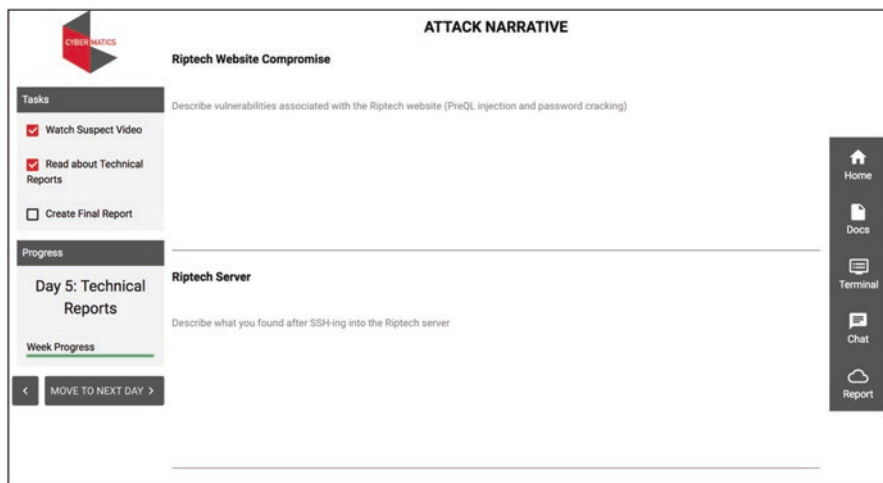 CYBERMATICS
Tasks
Watch Suspect Video
Read about Technical
Reports
Create Final Report
Progress
Day 5: Technical
Reports
Week Progress
< MOVE TO NEXT DAY >
ATTACK NARRATIVE
Riptech Website Compromise
Describe vulnerabilities associated with the Riptech website (PreQL injection and password cracking)
Riptech Server
Describe what you found after SSH-ing into the Riptech server
Home
Docs
Terminal
Chat
Report